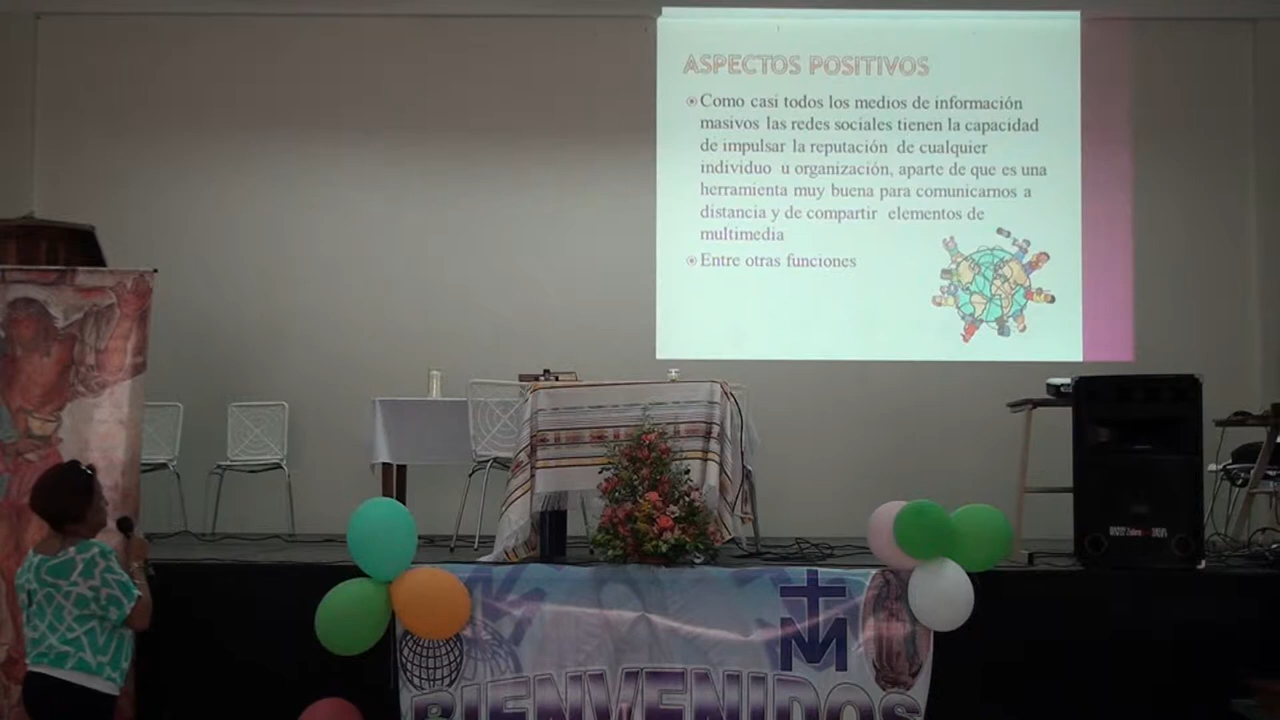 ASPECTOS POSITIVOS
Como casi todos los medios de información
masivos las redes sociales tienen la capacidad
de impulsar la reputación de cualquier
individuo u organización, aparte de que es una
herramienta muy buena para comunicarnos a
distancia y de compartir elementos de
multimedia
Entre otras funciones
M
BIENVENIDOS